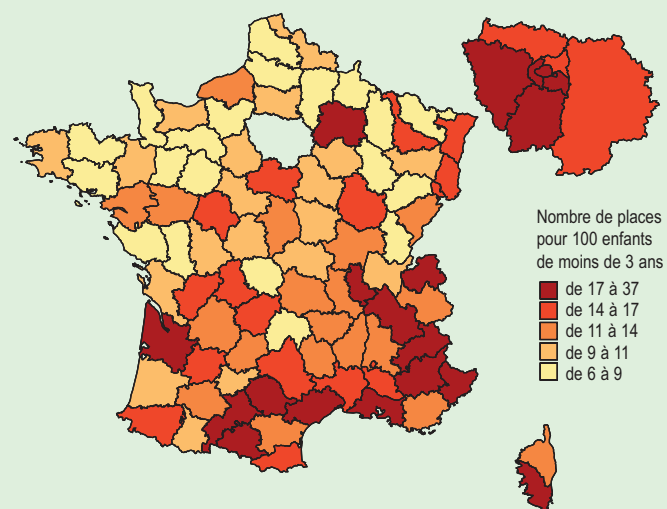 Nombre de places
pour 100 enfants
de moins de 3 ans
de 17 à 37
de 14 à 17
de 11 à 14
de 9 à 11
de 6 à 9